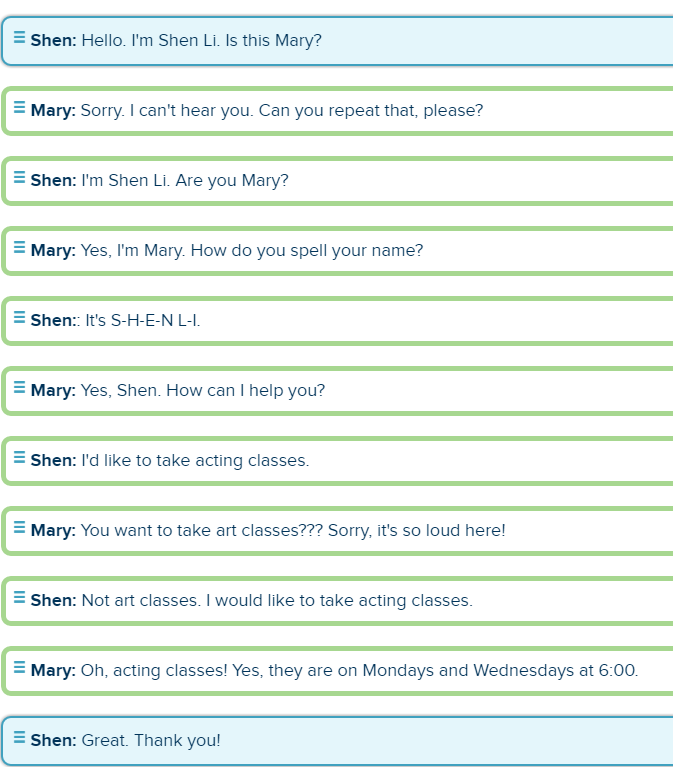 Shen: Hello. I'm Shen Li. Is this Mary?
Mary: Sorry. I can't hear you. Can you repeat that, please?
Shen: I'm Shen Li. Are you Mary?
Mary: Yes, I'm Mary. How do you spell your name?
Shen:: It's S-H-E-N L-I.
Mary: Yes, Shen. How can I help you?
Shen: I'd like to take acting classes.
Mary: You want to take art classes??? Sorry, it's so loud here!
Shen: Not art classes. I would like to take acting classes.
Mary: Oh, acting classes! Yes, they are on Mondays and Wednesdays at 6:00.
Shen: Great. Thank you!